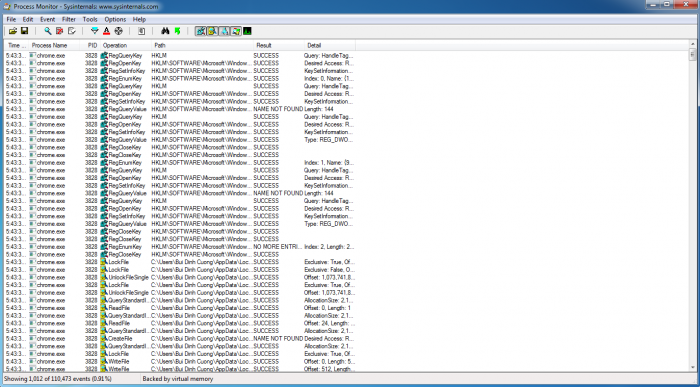 Process Monitor - Sysinternals: www.sysinternals.com
File Edit Event Filter Tools Options Help
Time ... Process Name PID Operation Path Result Detail
5:43:3... chrome.exe 3828 RegQueryKey HKLM SUCCESS Query: HandleTag...
5:43:3... chrome.exe 3828 RegOpenKey HKLM\SOFTWARE\Microsoft\Window... SUCCESS Desired Access: R...
5:43:3... chrome.exe 3828 RegSetInfoKey HKLM\SOFTWARE\Microsoft\Window... SUCCESS KeySetInformation...
5:43:3... chrome.exe 3828 RegEnumKey HKLM\SOFTWARE\Microsoft\Window... SUCCESS Index: 0, Name: {1...
5:43:3... chrome.exe 3828 RegQueryKey HKLM SUCCESS Query: HandleTag...
5:43:3... chrome.exe 3828 RegOpenKey HKLM\SOFTWARE\Microsoft\Window... SUCCESS Desired Access: R...
5:43:3... chrome.exe 3828 RegSetInfoKey HKLM\SOFTWARE\Microsoft\Window... SUCCESS KeySetInformation...
5:43:3... chrome.exe 3828 RegQueryValue HKLM\SOFTWARE\Microsoft\Window... NAME NOT FOUND Length: 144
5:43:3... chrome.exe 3828 RegQueryKey HKLM SUCCESS Query: HandleTag...
5:43:3... chrome.exe 3828 RegOpenKey HKLM\SOFTWARE\Microsoft\Window... SUCCESS Desired Access: R...
5:43:3... chrome.exe 3828 RegSetInfoKey HKLM\SOFTWARE\Microsoft\Window... SUCCESS KeySetInformation...
5:43:3... chrome.exe 3828 RegQueryValue HKLM\SOFTWARE\Microsoft\Window... SUCCESS Type: REG_DWO...
5:43:3... chrome.exe 3828 RegCloseKey HKLM\SOFTWARE\Microsoft\Window... SUCCESS
5:43:3... chrome.exe 3828 RegCloseKey HKLM\SOFTWARE\Microsoft\Window... SUCCESS
5:43:3... chrome.exe 3828 RegEnumKey HKLM\SOFTWARE\Microsoft\Window... SUCCESS Index: 1, Name: {9...
5:43:3... chrome.exe 3828 RegQueryKey HKLM SUCCESS Query: HandleTag...
5:43:3... chrome.exe 3828 RegOpenKey HKLM\SOFTWARE\Microsoft\Window... SUCCESS Desired Access: R...
5:43:3... chrome.exe 3828 RegSetInfoKey HKLM\SOFTWARE\Microsoft\Window... SUCCESS KeySetInformation...
5:43:3... chrome.exe 3828 RegQueryValue HKLM\SOFTWARE\Microsoft\Window... NAME NOT FOUND Length: 144
5:43:3... chrome.exe 3828 RegQueryKey HKLM SUCCESS Query: HandleTag...
5:43:3... chrome.exe 3828 RegOpenKey HKLM\SOFTWARE\Microsoft\Window... SUCCESS Desired Access: R...
5:43:3... chrome.exe 3828 RegSetInfoKey HKLM\SOFTWARE\Microsoft\Window... SUCCESS KeySetInformation...
5:43:3... chrome.exe 3828 RegQueryValue HKLM\SOFTWARE\Microsoft\Window... SUCCESS Type: REG_DWO...
5:43:3... chrome.exe 3828 RegCloseKey HKLM\SOFTWARE\Microsoft\Window... SUCCESS
5:43:3... chrome.exe 3828 RegCloseKey HKLM\SOFTWARE\Microsoft\Window... SUCCESS
5:43:3... chrome.exe 3828 RegEnumKey HKLM\SOFTWARE\Microsoft\Window... NO MORE ENTRI... Index: 2, Length: 2...
5:43:3... chrome.exe 3828 RegCloseKey HKLM\SOFTWARE\Microsoft\Window... SUCCESS
5:43:3... chrome.exe 3828 LockFile C:\Users\Bui Dinh Cuong\AppData\Loc... SUCCESS Exclusive: True, Of...
5:43:3... chrome.exe 3828 LockFile C:\Users\Bui Dinh Cuong\AppData\Loc... SUCCESS Exclusive: False, O...
5:43:3... chrome.exe 3828 UnlockFileSingle C:\Users\Bui Dinh Cuong\AppData\Loc... SUCCESS Offset: 1,073,741,8...
5:43:3... chrome.exe 3828 LockFile C:\Users\Bui Dinh Cuong\AppData\Loc... SUCCESS Exclusive: True, Of...
5:43:3... chrome.exe 3828 UnlockFileSingle C:\Users\Bui Dinh Cuong\AppData\Loc... SUCCESS Offset: 1,073,741,8...
5:43:3... chrome.exe 3828 QueryStandardI... C:\Users\Bui Dinh Cuong\AppData\Loc... SUCCESS AllocationSize: 2,1...
5:43:3... chrome.exe 3828 ReadFile C:\Users\Bui Dinh Cuong\AppData\Loc... SUCCESS Offset: 0, Length: 1
5:43:3... chrome.exe 3828 QueryStandardI... C:\Users\Bui Dinh Cuong\AppData\Loc... SUCCESS AllocationSize: 2,1...
5:43:3... chrome.exe 3828 ReadFile C:\Users\Bui Dinh Cuong\AppData\Loc... SUCCESS Offset: 24, Length: ...
5:43:3... chrome.exe 3828 QueryStandardI... C:\Users\Bui Dinh Cuong\AppData\Loc... SUCCESS AllocationSize: 2,1...
5:43:3... chrome.exe 3828 CreateFile C:\Users\Bui Dinh Cuong\AppData\Loc... NAME NOT FOUND Desired Access: R...
5:43:3... chrome.exe 3828 QueryStandardI... C:\Users\Bui Dinh Cuong\AppData\Loc... SUCCESS AllocationSize: 2,1...
5:43:3... chrome.exe 3828 LockFile C:\Users\Bui Dinh Cuong\AppData\Loc... SUCCESS Exclusive: True, Of...
5:43:3... chrome.exe 3828 WriteFile C:\Users\Bui Dinh Cuong\AppData\Loc... SUCCESS Offset: 0, Length: 5...
5:43:3... chrome.exe 3828 WriteFile C:\Users\Bui Dinh Cuong\AppData\Loc... SUCCESS Offset: 512, Length...
Showing 1,012 of 110,473 events (0.91%) Backed by virtual memory